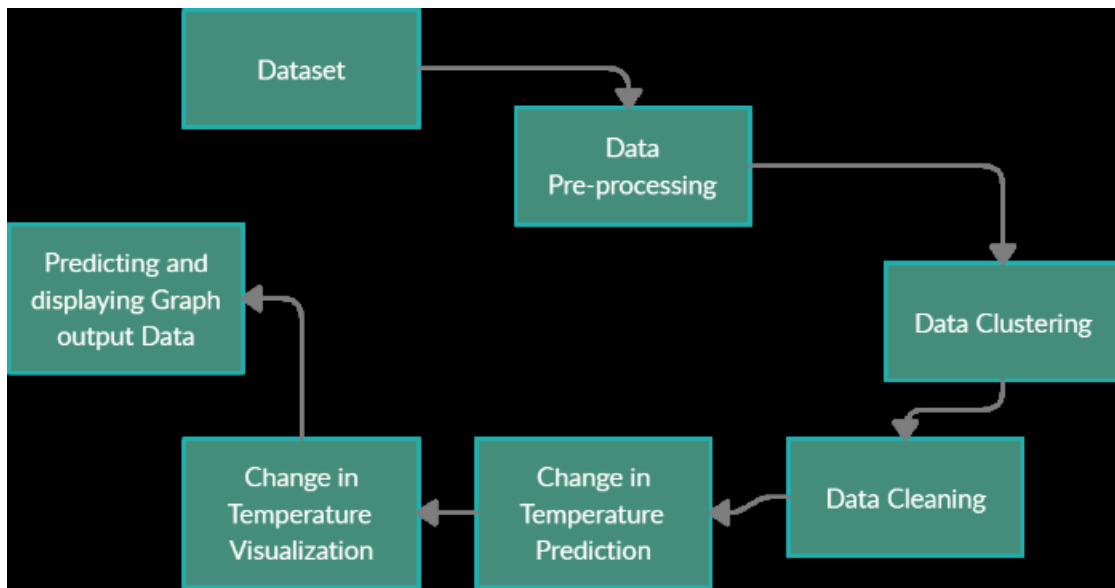 Dataset
Data
Pre-processing
Data Clustering
Data Cleaning
Change in
Temperature
Prediction
Change in
Temperature
Visualization
Predicting and
displaying Graph
output Data